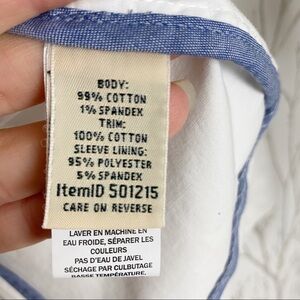 BODY:
99% COTTON
1% SPANDEX
TRIM:
100% COTTON
SLEEVE LINING:
95% POLYESTER
5% SPANDEX
ItemID 501215
CARE ON REVERSE
LAVER EN MACHINE EN
EAU FROIDE, SÉPARER LES
COULEURS
PAS D'EAU DE JAVEL
SÉCHAGE PAR CULBUTAGE
BASSE TEMPÉRATURE,